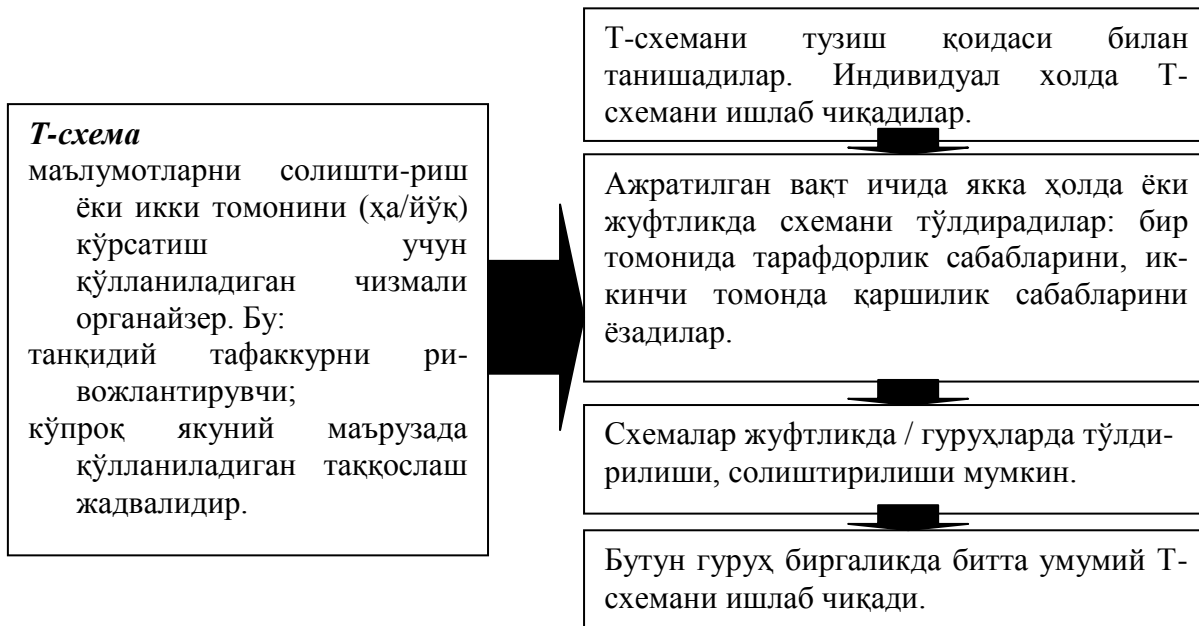 Т-схема
маълумотларни солишти-риш
ёки икки томонини (ҳа/йўқ)
кўрсатиш учун
қўлланиладиган чизмали
органайзер. Бу:
танқидий тафаккурни ри-
вожлантирувчи;
кўпроқ якуний маърузада
қўлланиладиган таққослаш
жадвалидир.
Т-схемани тузиш қоидаси билан
танишадилар. Индивидуал холда Т-
схемани ишлаб чиқадилар.
Ажратилган вақт ичида якка ҳолда ёки
жуфтликда схемани тўлдирадилар: бир
томонида тарафдорлик сабабларини, ик-
кинчи томонда қаршилик сабабларини
ёзадилар.
Схемалар жуфтликда / гуруҳларда тўлди-
рилиши, солиштирилиши мумкин.
Бутун гуруҳ биргаликда битта умумий Т-
схемани ишлаб чиқади.